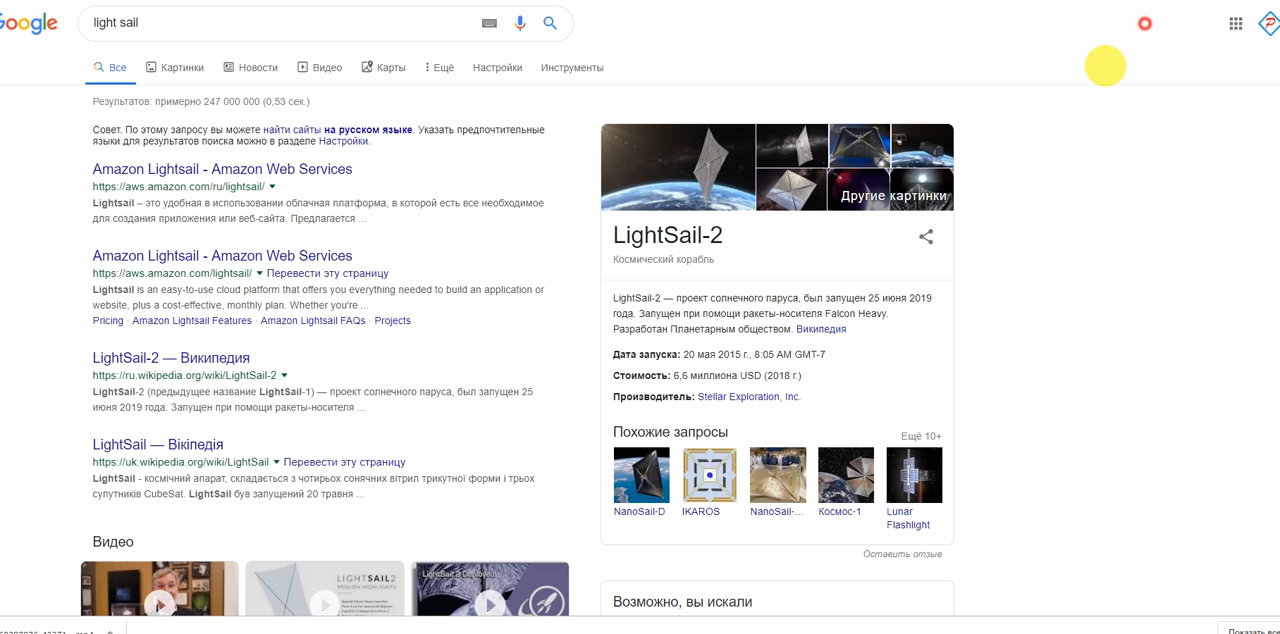 Google
light sail
Все Картинки Новости Видео Карты Ещё Настройки Инструменты
Результатов: примерно 247 000 000 (0,53 сек.)
Совет. По этому запросу вы можете найти сайты на русском языке. Указать предпочтительные
языки для результатов поиска можно в разделе Настройки.
Amazon Lightsail - Amazon Web Services
https://aws.amazon.com/ru/lightsail/
Lightsail – это удобная в использовании облачная платформа, в которой есть все необходимое
для создания приложения или веб-сайта. Предлагается ...
Amazon Lightsail - Amazon Web Services
https://aws.amazon.com/lightsail/ Перевести эту страницу
Lightsail is an easy-to-use cloud platform that offers you everything needed to build an application or
website, plus a cost-effective, monthly plan. Whether you're ...
Pricing · Amazon Lightsail Features · Amazon Lightsail FAQs · Projects
LightSail-2 — Википедия
https://ru.wikipedia.org/wiki/LightSail-2
LightSail-2 (предыдущее название LightSail-1) — проект солнечного паруса, был запущен 25
июня 2019 года. Запущен при помощи ракеты-носителя ...
LightSail — Вікіпедія
https://uk.wikipedia.org/wiki/LightSail Перевести эту страницу
LightSail - космічний апарат, складається з чотирьох сонячних вітрил трикутної форми і трьох
супутників CubeSat. LightSail був запущений 20 травня ...
Видео
LIGHTSAIL2
MISSION HIGHLIGHTS
LightSail 2 Deployed!
Другие картинки
LightSail-2
Космический корабль
LightSail-2 — проект солнечного паруса, был запущен 25 июня 2019
года. Запущен при помощи ракеты-носителя Falcon Heavy.
Разработан Планетарным обществом. Википедия
Дата запуска: 20 мая 2015 г., 8:05 AM GMT-7
Стоимость: 6,6 миллиона USD (2018 г.)
Производитель: Stellar Exploration, Inc.
Похожие запросы
Ещё 10+
NanoSail-D IKAROS NanoSail-... Космос-1 Lunar
Flashlight
Оставить отзыв
Возможно, вы искали
Показать все